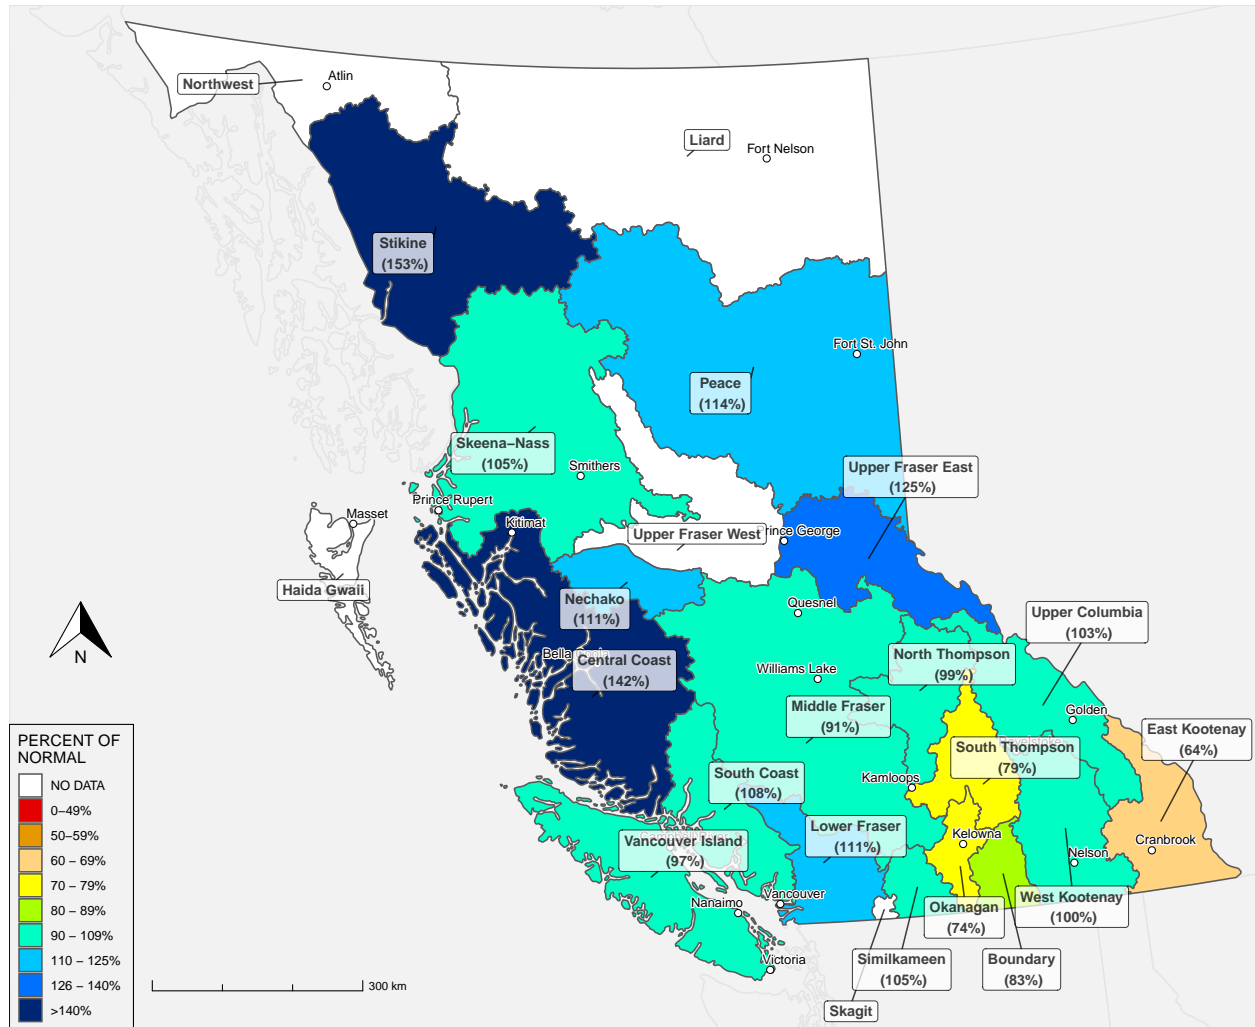 Atlin
Northwest
Liard
Fort Nelson
Stikine
(153%)
Fort St. John
Peace
(114%)
Skeena–Nass
(105%)
Smithers
Upper Fraser East
(125%)
Prince Rupert
Masset
Kitimat
Upper Fraser West
Prince George
Haida Gwaii
Nechako
(111%)
Quesnel
Upper Columbia
(103%)
N
Bella Coola
Central Coast
(142%)
Williams Lake
North Thompson
(99%)
Middle Fraser
(91%)
Golden
East Kootenay
(64%)
Revelstoke
South Thompson
(79%)
Kamloops
South Coast
(108%)
Vancouver Island
(97%)
Lower Fraser
(111%)
Kelowna
Cranbrook
Nelson
Vancouver
Nanaimo
Okanagan
(74%)
West Kootenay
(100%)
Victoria
Similkameen
(105%)
Boundary
(83%)
Skagit
PERCENT OF
NORMAL
NO DATA
0–49%
50–59%
60 – 69%
70 – 79%
80 – 89%
90 – 109%
110 – 125%
126 – 140%
>140%
300 km